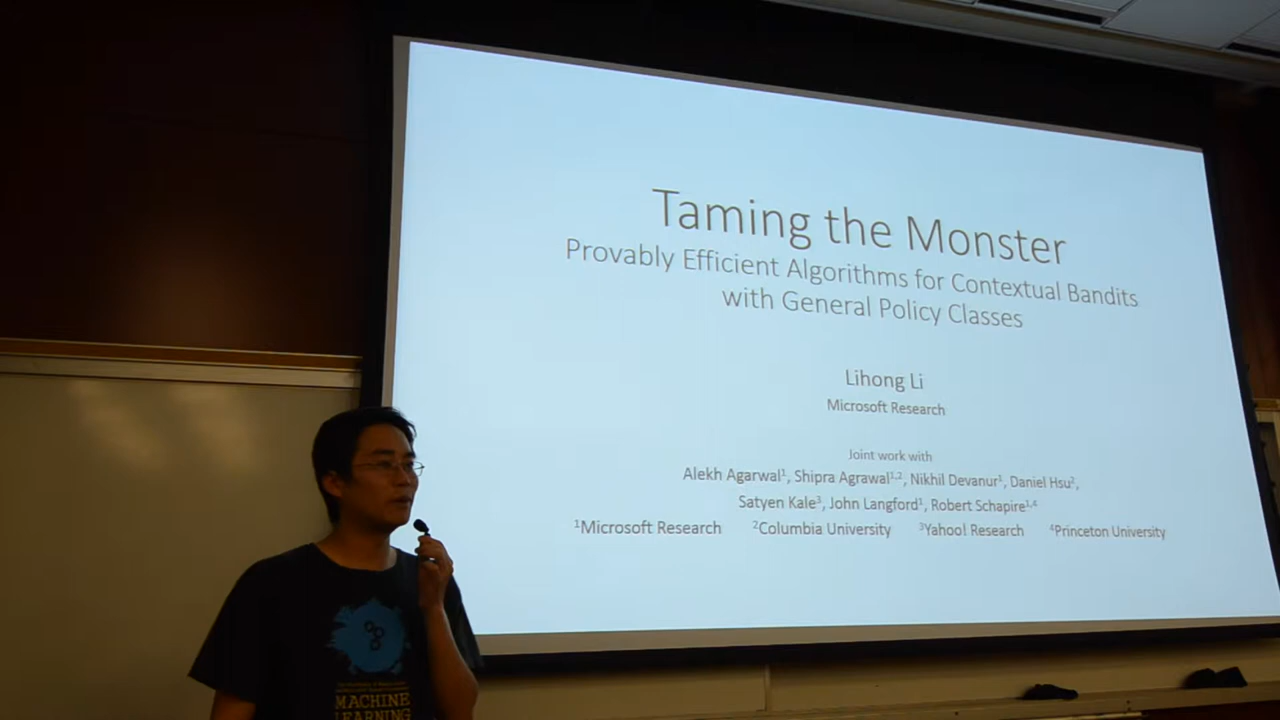 Taming the Monster
Provably Efficient Algorithms for Contextual Bandits
with General Policy Classes
Lihong Li
Microsoft Research
Joint work with
Alekh Agarwal¹, Shipra Agrawal¹,², Nikhil Devanur¹, Daniel Hsu²,
Satyen Kale³, John Langford¹, Robert Schapire¹,⁴
¹Microsoft Research ²Columbia University ³Yahoo! Research ⁴Princeton University
MACHINE
LEARNING